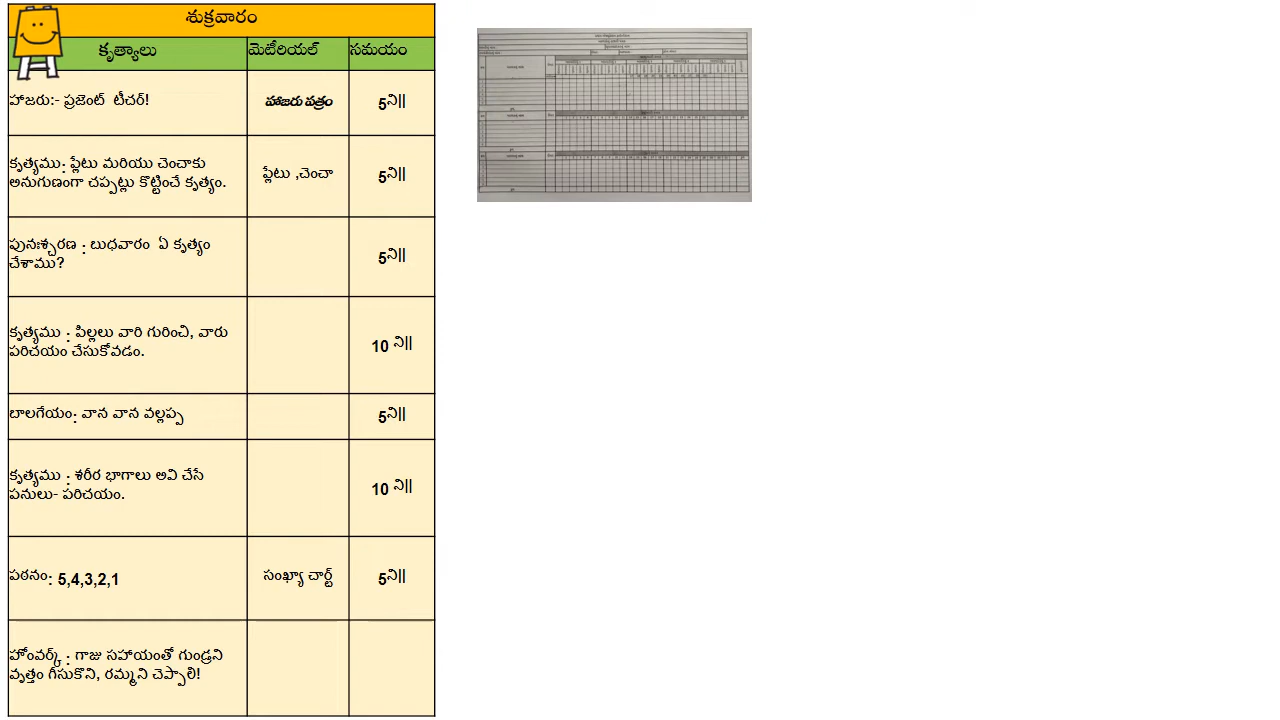 శుక్రవారం
కృత్యాలు మెటీరియల్ సమయం
హాజరు:- ప్రజెంట్ టీచర్! హాజరు పత్రం 5ని||
కృత్యము: ప్లేటు మరియు చెంచాకు
అనుగుణంగా చప్పట్లు కొట్టించే కృత్యం. ప్లేటు ,చెంచా 5ని||
పునఃశ్చరణ : బుధవారం ఏ కృత్యం
చేశాము? 5ని||
కృత్యము : పిల్లలు వారి గురించి, వారు
పరిచయం చేసుకోవడం. 10 ని||
బాలగేయం: వాన వాన వల్లప్ప 5ని||
కృత్యము : శరీర భాగాలు అవి చేసే
పనులు- పరిచయం. 10 ని||
పఠనం: 5,4,3,2,1 సంఖ్యా చార్ట్ 5ని||
హోంవర్క్ : గాజు సహాయంతో గుండ్రని
వృత్తం గీసుకొని, రమ్మని చెప్పాలి!